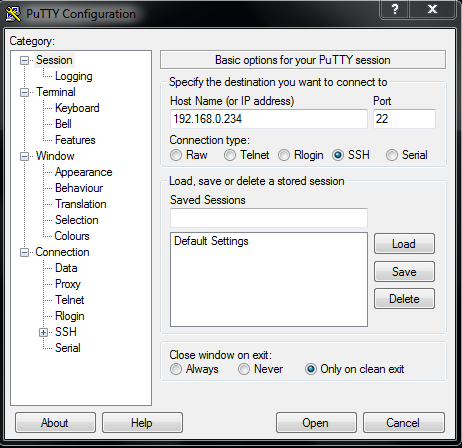 PuTTY Configuration
Category:
Session
Logging
Terminal
Keyboard
Bell
Features
Window
Appearance
Behaviour
Translation
Selection
Colours
Connection
Data
Proxy
Telnet
Rlogin
SSH
Serial
Basic options for your PuTTY session
Specify the destination you want to connect to
Host Name (or IP address) Port
192.168.0.234 22
Connection type:
Raw Telnet Rlogin SSH Serial
Load, save or delete a stored session
Saved Sessions
Default Settings
Load
Save
Delete
Close window on exit:
Always Never Only on clean exit
About Help Open Cancel